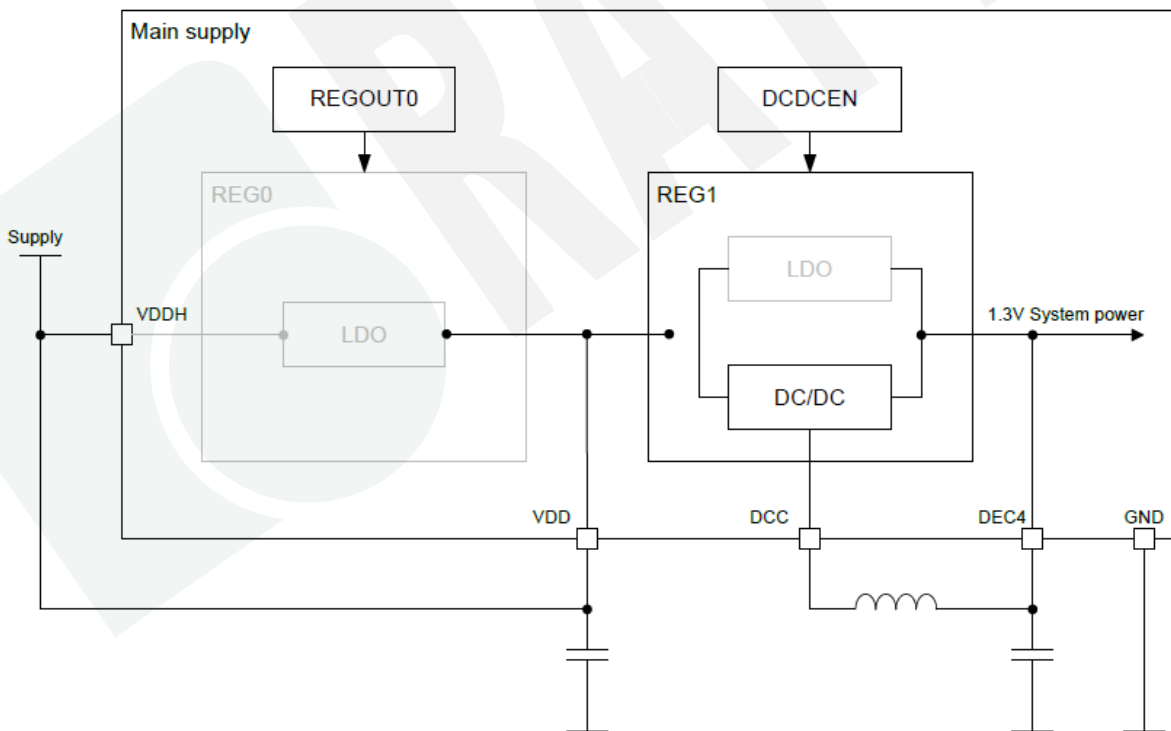 Main supply
REGOUT0
DCDCEN
REG0
REG1
Supply
LDO
VDDH
LDO
1.3V System power
DC/DC
VDD
DCC
DEC4
GND